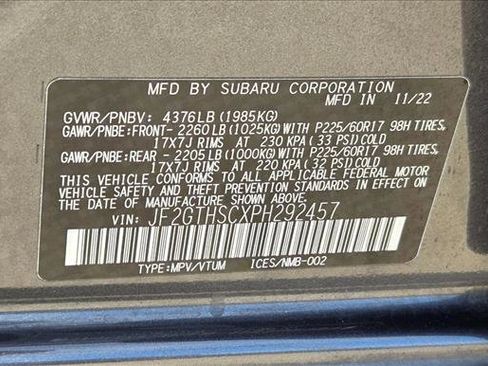 MFD BY SUBARU CORPORATION
GVWR/PNBV: 4376LB(1985KG) MFD IN 11/22
GAWR/PNBE:FRONT- 2260LB(1025KG)WITH P225/60R17 98H TIRES,
17X7J RIMS AT 230 KPA(33 PSI)COLD
GAWR/PNBE:REAR -2205LB(1000KG)WITH P225/60R17 98H TIRES,
17X7J RIMS AT 220 KPA(32 PSI)COLD
THIS VEHICLE CONFORMS TO ALL APPLICABLE FEDERAL MOTOR
VEHICLE SAFETY AND THEFT PREVENTION STANDARDS IN EFFECT ON
THE DATE OF MANUFACTURE SHOWN ABOVE
VIN: JF2GTHSCXPH292457
TYPE:MPV/VTUM ICES/NMB-002